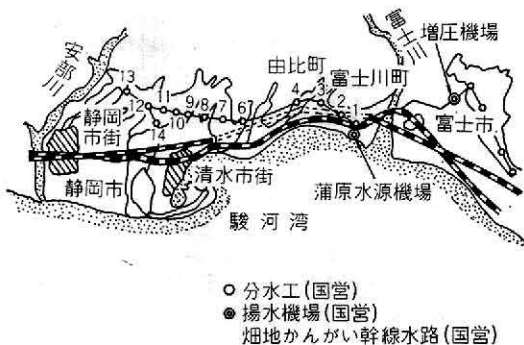 安部川
13
12
11
14
10
9
8
7
6
静岡
市街
静岡市
清水市街
由比町
4
3
2
1
富士川町
富士川
増圧機場
富士市
蒲原水源機場
駿河湾
○ 分水工(国営)
◎ 揚水機場(国営)
畑地かんがい幹線水路(国営)